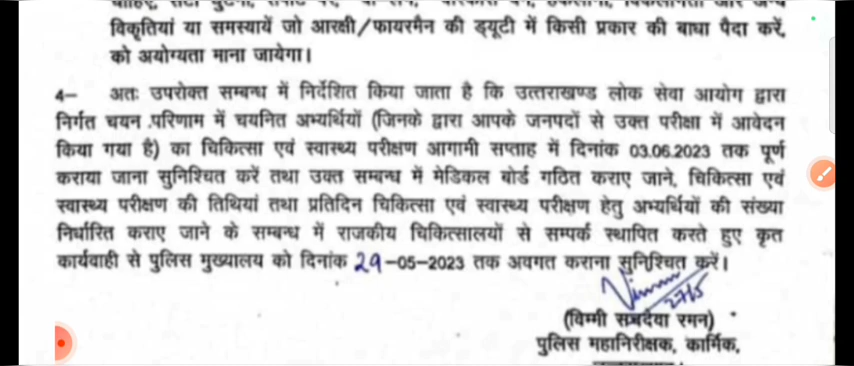 विकृतियां या समस्यायें जो आरक्षी/फायरमैन की ड्यूटी में किसी प्रकार की बाधा पैदा करें,
को अयोग्यता माना जायेगा।
4– अतः उपरोक्त सम्बन्ध में निर्देशित किया जाता है कि उत्तराखण्ड लोक सेवा आयोग द्वारा
निर्गत चयन परिणाम में चयनित अभ्यर्थियों (जिनके द्वारा आपके जनपदों से उक्त परीक्षा में आवेदन
किया गया है) का चिकित्सा एवं स्वास्थ्य परीक्षण आगामी सप्ताह में दिनांक 03.06.2023 तक पूर्ण
कराया जाना सुनिश्चित करें तथा उक्त सम्बन्ध में मेडिकल बोर्ड गठित कराए जाने, चिकित्सा एवं
स्वास्थ्य परीक्षण की तिथियां तथा प्रतिदिन चिकित्सा एवं स्वास्थ्य परीक्षण हेतु अभ्यर्थियों की संख्या
निर्धारित कराए जाने के सम्बन्ध में राजकीय चिकित्सालयों से सम्पर्क स्थापित करते हुए कृत
कार्यवाही से पुलिस मुख्यालय को दिनांक 29-05-2023 तक अवगत कराना सुनिश्चित करें।
27/5
(विम्मी सचदेवा रमन)
पुलिस महानिरीक्षक, कार्मिक,